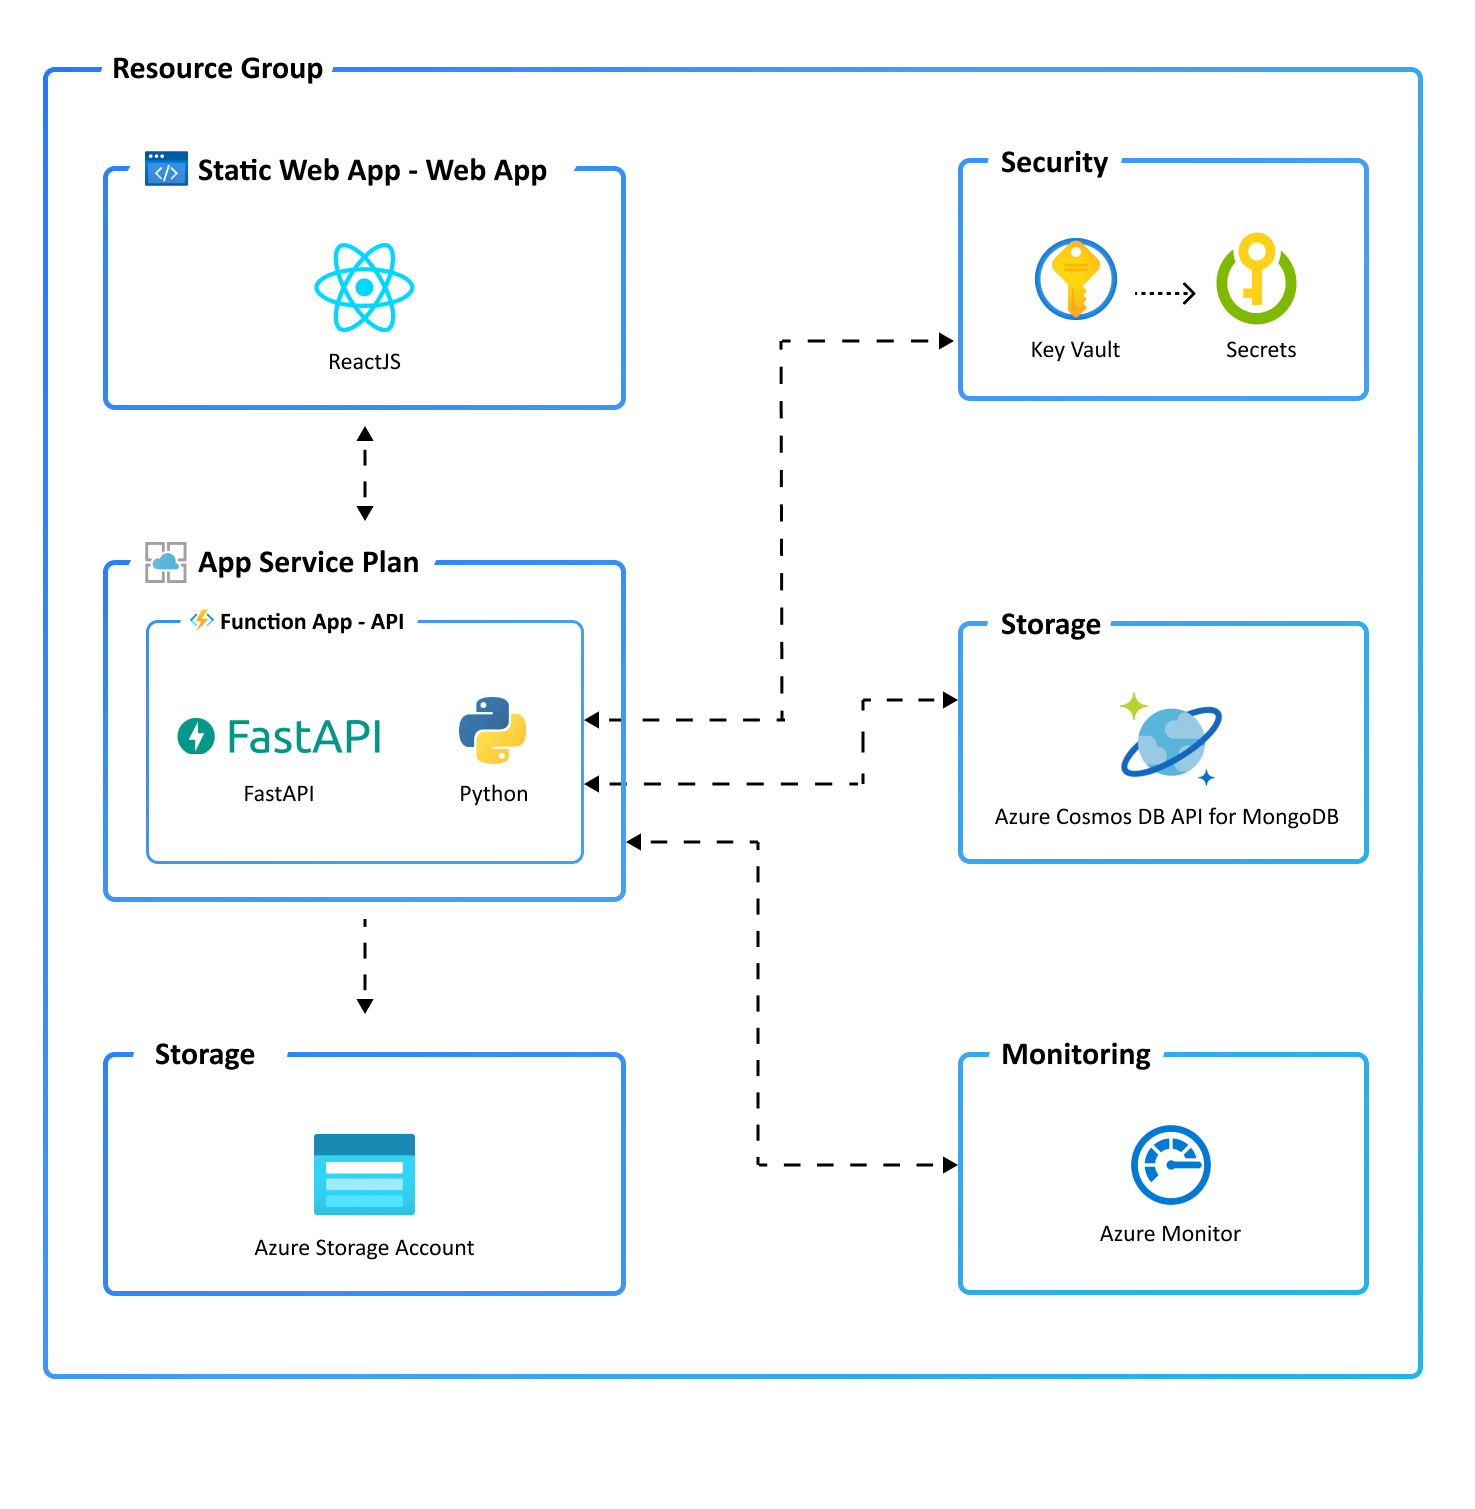 Resource Group
Static Web App - Web App
ReactJS
Security
Key Vault
Secrets
App Service Plan
Function App - API
FastAPI
FastAPI
Python
Storage
Azure Cosmos DB API for MongoDB
Storage
Azure Storage Account
Monitoring
Azure Monitor